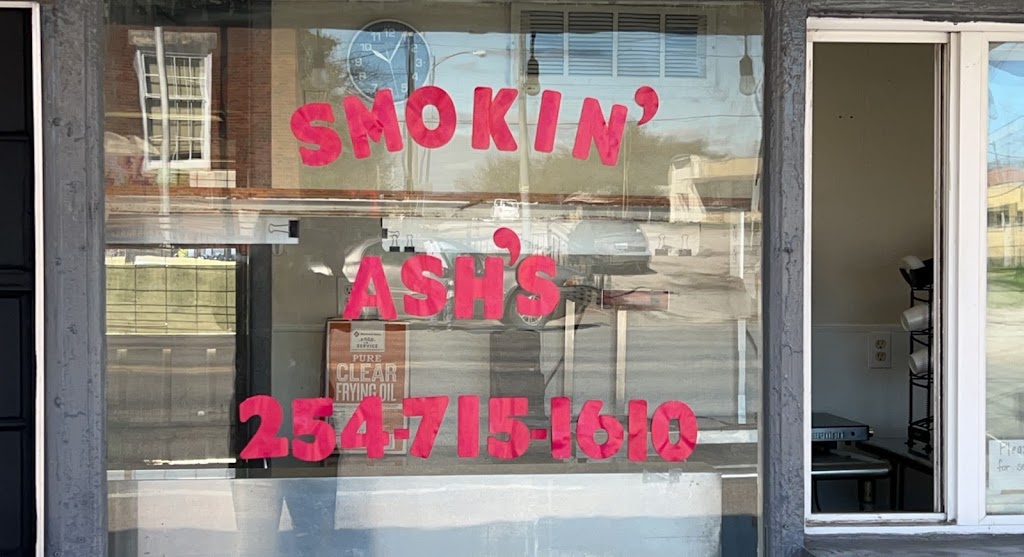 SMOKIN'
ASH'S
PURE
CLEAR
FRYING OIL
254-715-1610